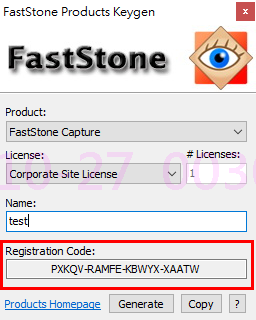 FastStone Products Keygen
FastStone
Product:
FastStone Capture
License:
# Licenses:
Corporate Site License
1
Name:
test
Registration Code:
PXKQV-RAMFE-KBWYX-XAATW
Products Homepage
Generate
Copy
?